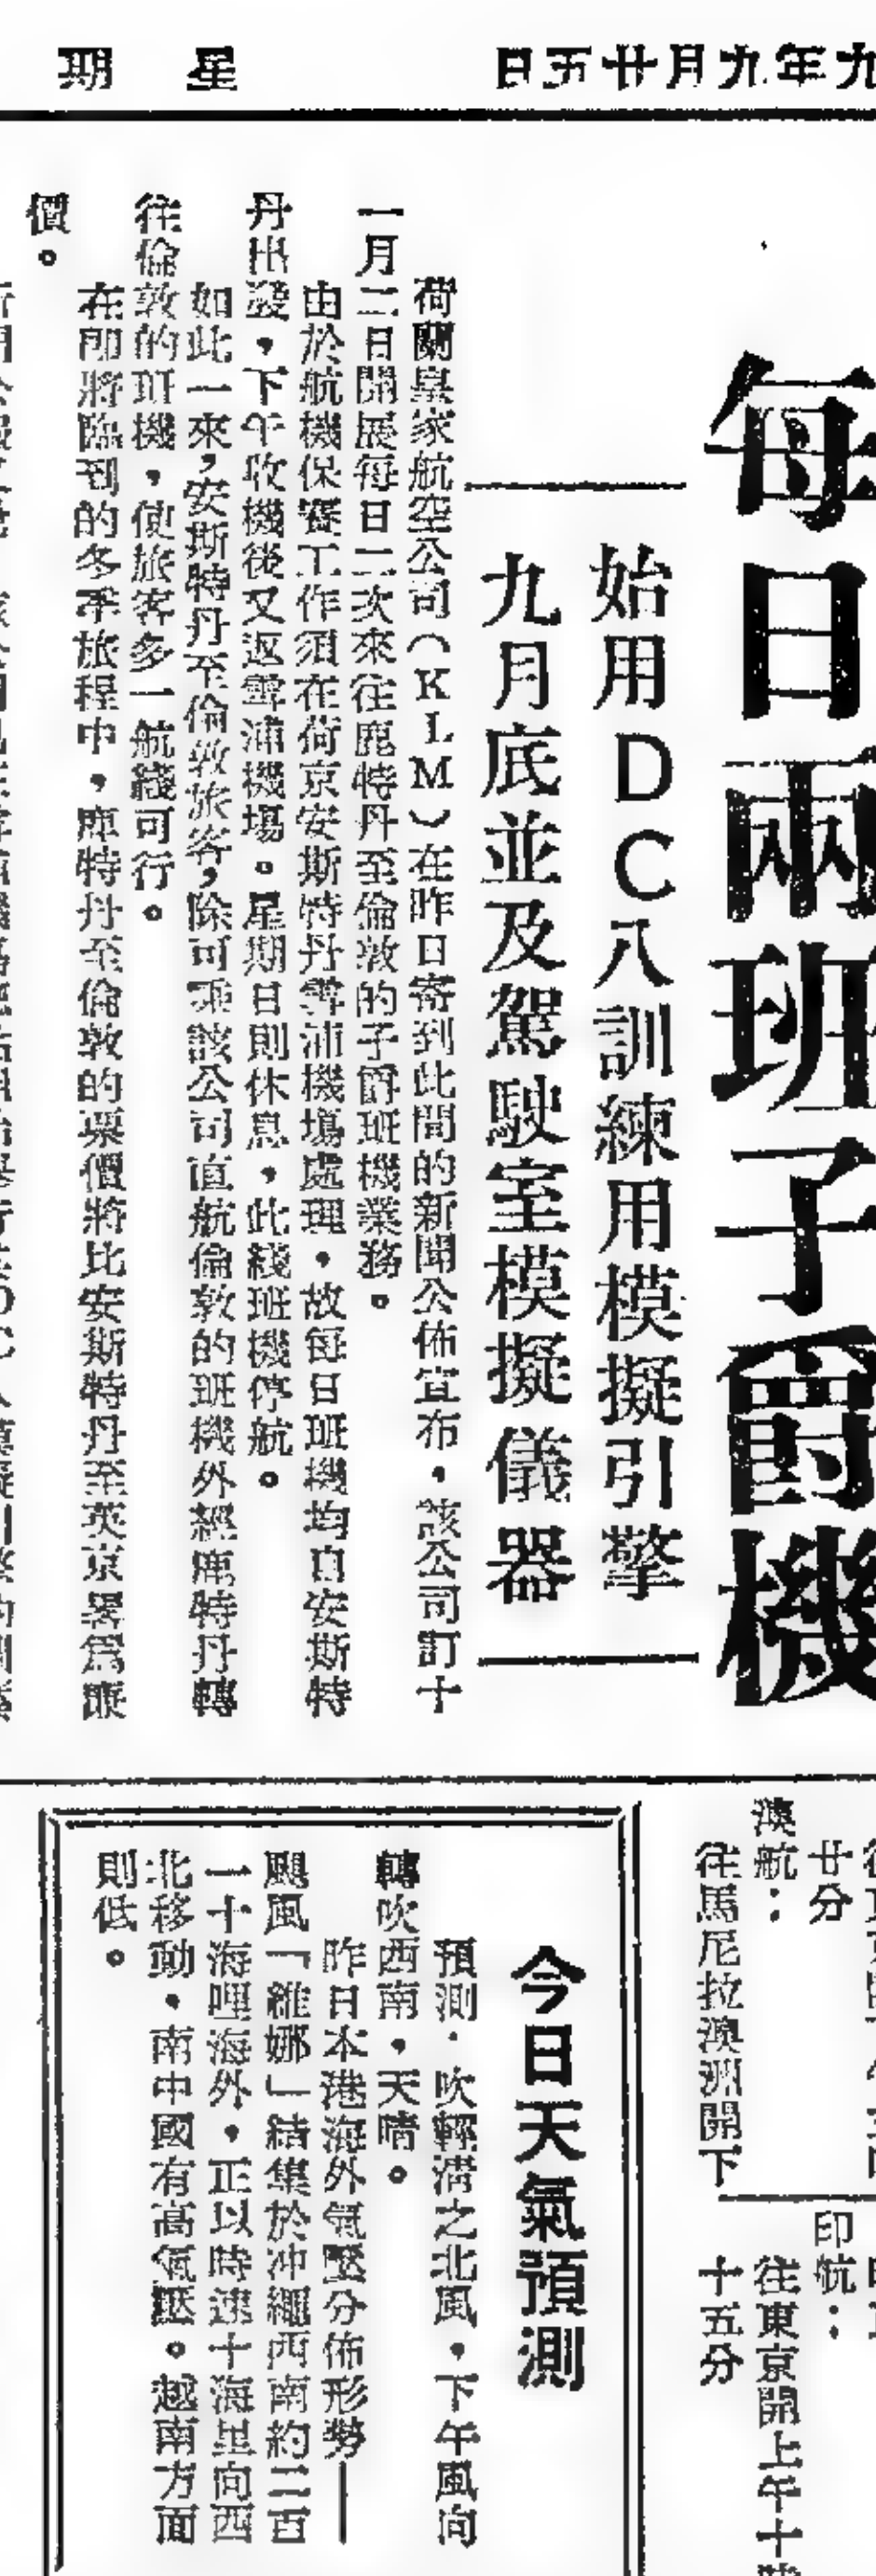 九年九月廿五日 星期
每日兩班子爵機
始用DC八訓練用模擬引擎
九月底並及駕駛室模擬儀器
荷蘭皇家航空公司(KLM)在昨日寄到此間的新聞公佈宣布,該公司訂十
一月二日開展每日二次來往鹿特丹至倫敦的子爵班機業務。
由於航機保養工作須在荷京安斯特丹雪浦機場處理,故每日班機均自安斯特
丹出發,下午收機後又返雪浦機場。星期日則休息,此綫班機停航。
如此一來,安斯特丹至倫敦旅客,除可乘該公司直航倫敦的班機外經鹿特丹轉
往倫敦的班機,使旅客多一航綫可行。
在即將臨到的冬季旅程中,鹿特丹至倫敦的票價將比安斯特丹至英京畧為廉
價。
廿分
澳航:
往馬尼拉澳洲開下
印航:
往東京開上午十時
十五分
今日天氣預測
預測.吹輕淸之北風,下午風向
轉吹西南,天晴。
昨日本港海外氣壓分佈形勢——
颶風「維娜」結集於冲繩西南約二百
一十海哩海外,正以時速十海里向西
北移動,南中國有高氣壓。越南方面
則低。